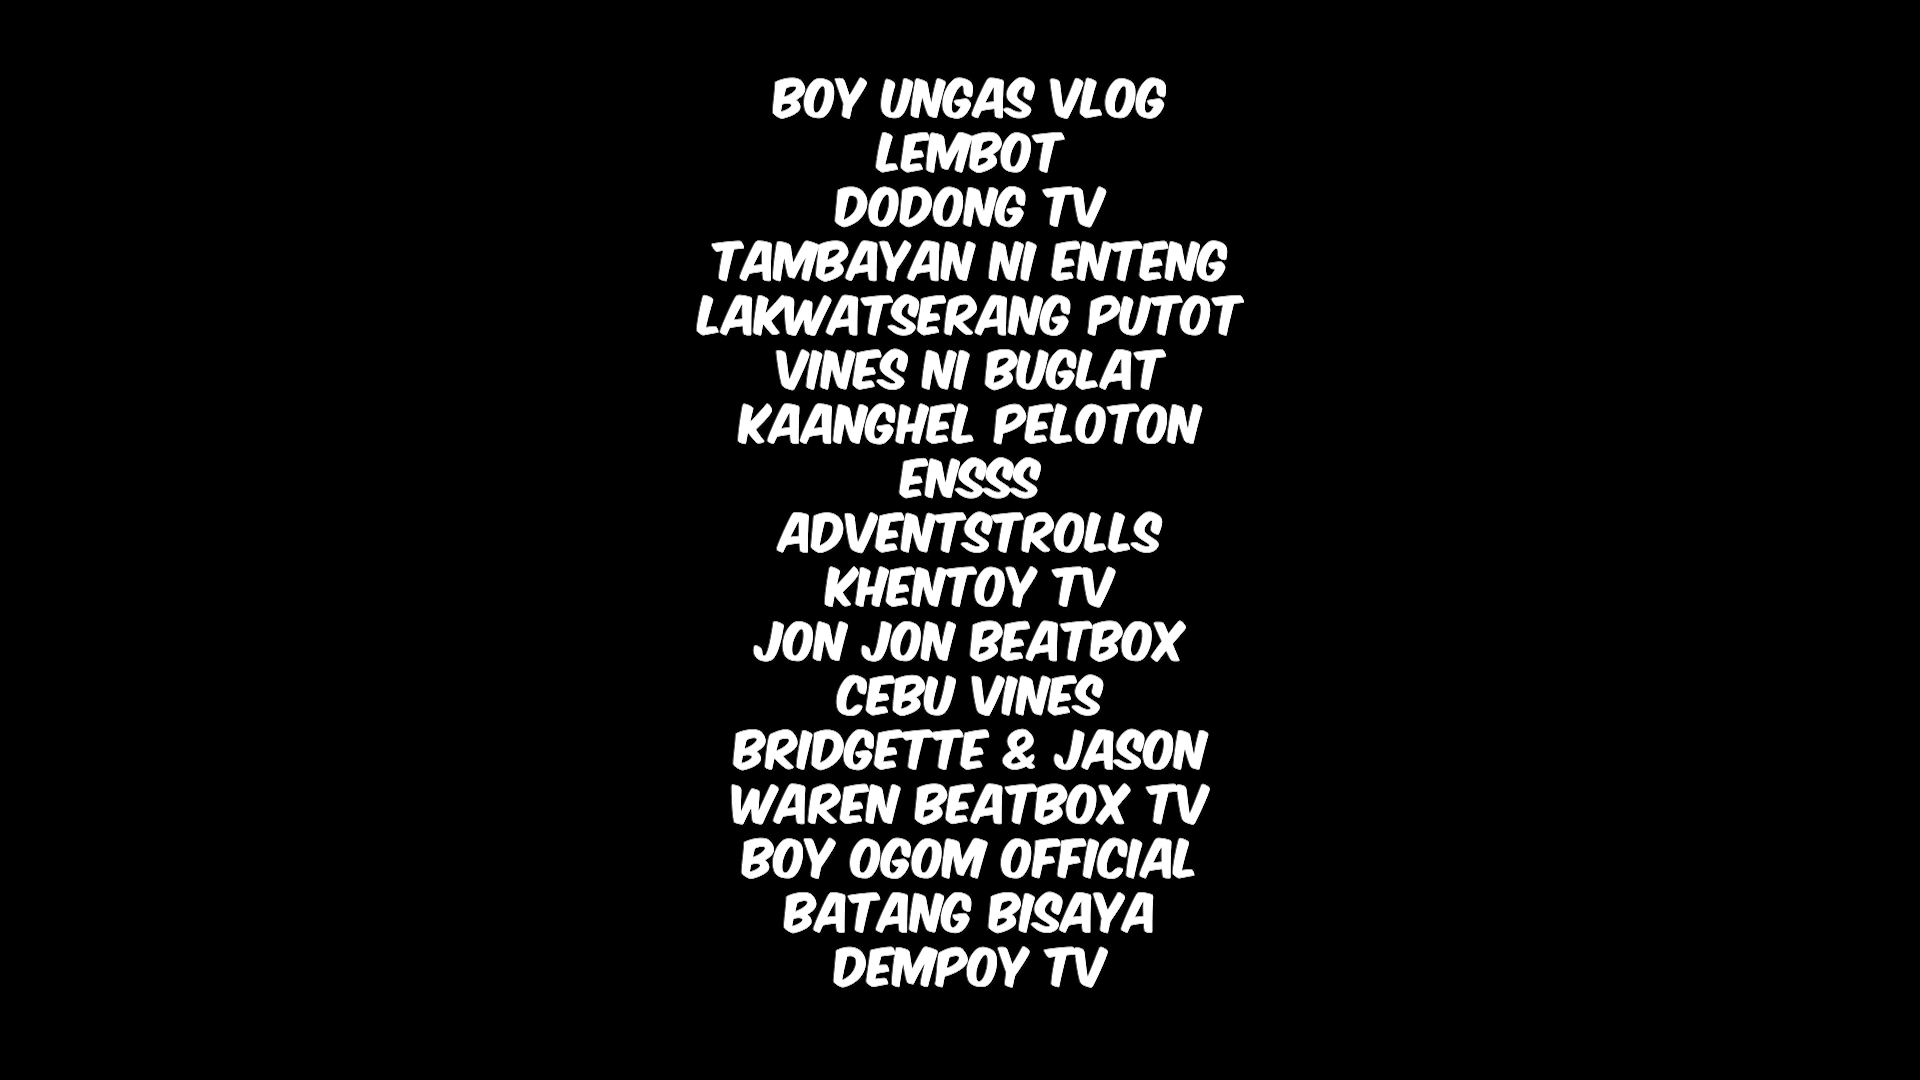 BOY UNGAS VLOG
LEMBOT
DODONG TV
TAMBAYAN NI ENTENG
LAKWATSERANG PUTOT
VINES NI BUGLAT
KAANGHEL PELOTON
ENSSS
ADVENTSTROLLS
KHENTOY TV
JON JON BEATBOX
CEBU VINES
BRIDGETTE & JASON
WAREN BEATBOX TV
BOY OGOM OFFICIAL
BATANG BISAYA
DEMPOY TV